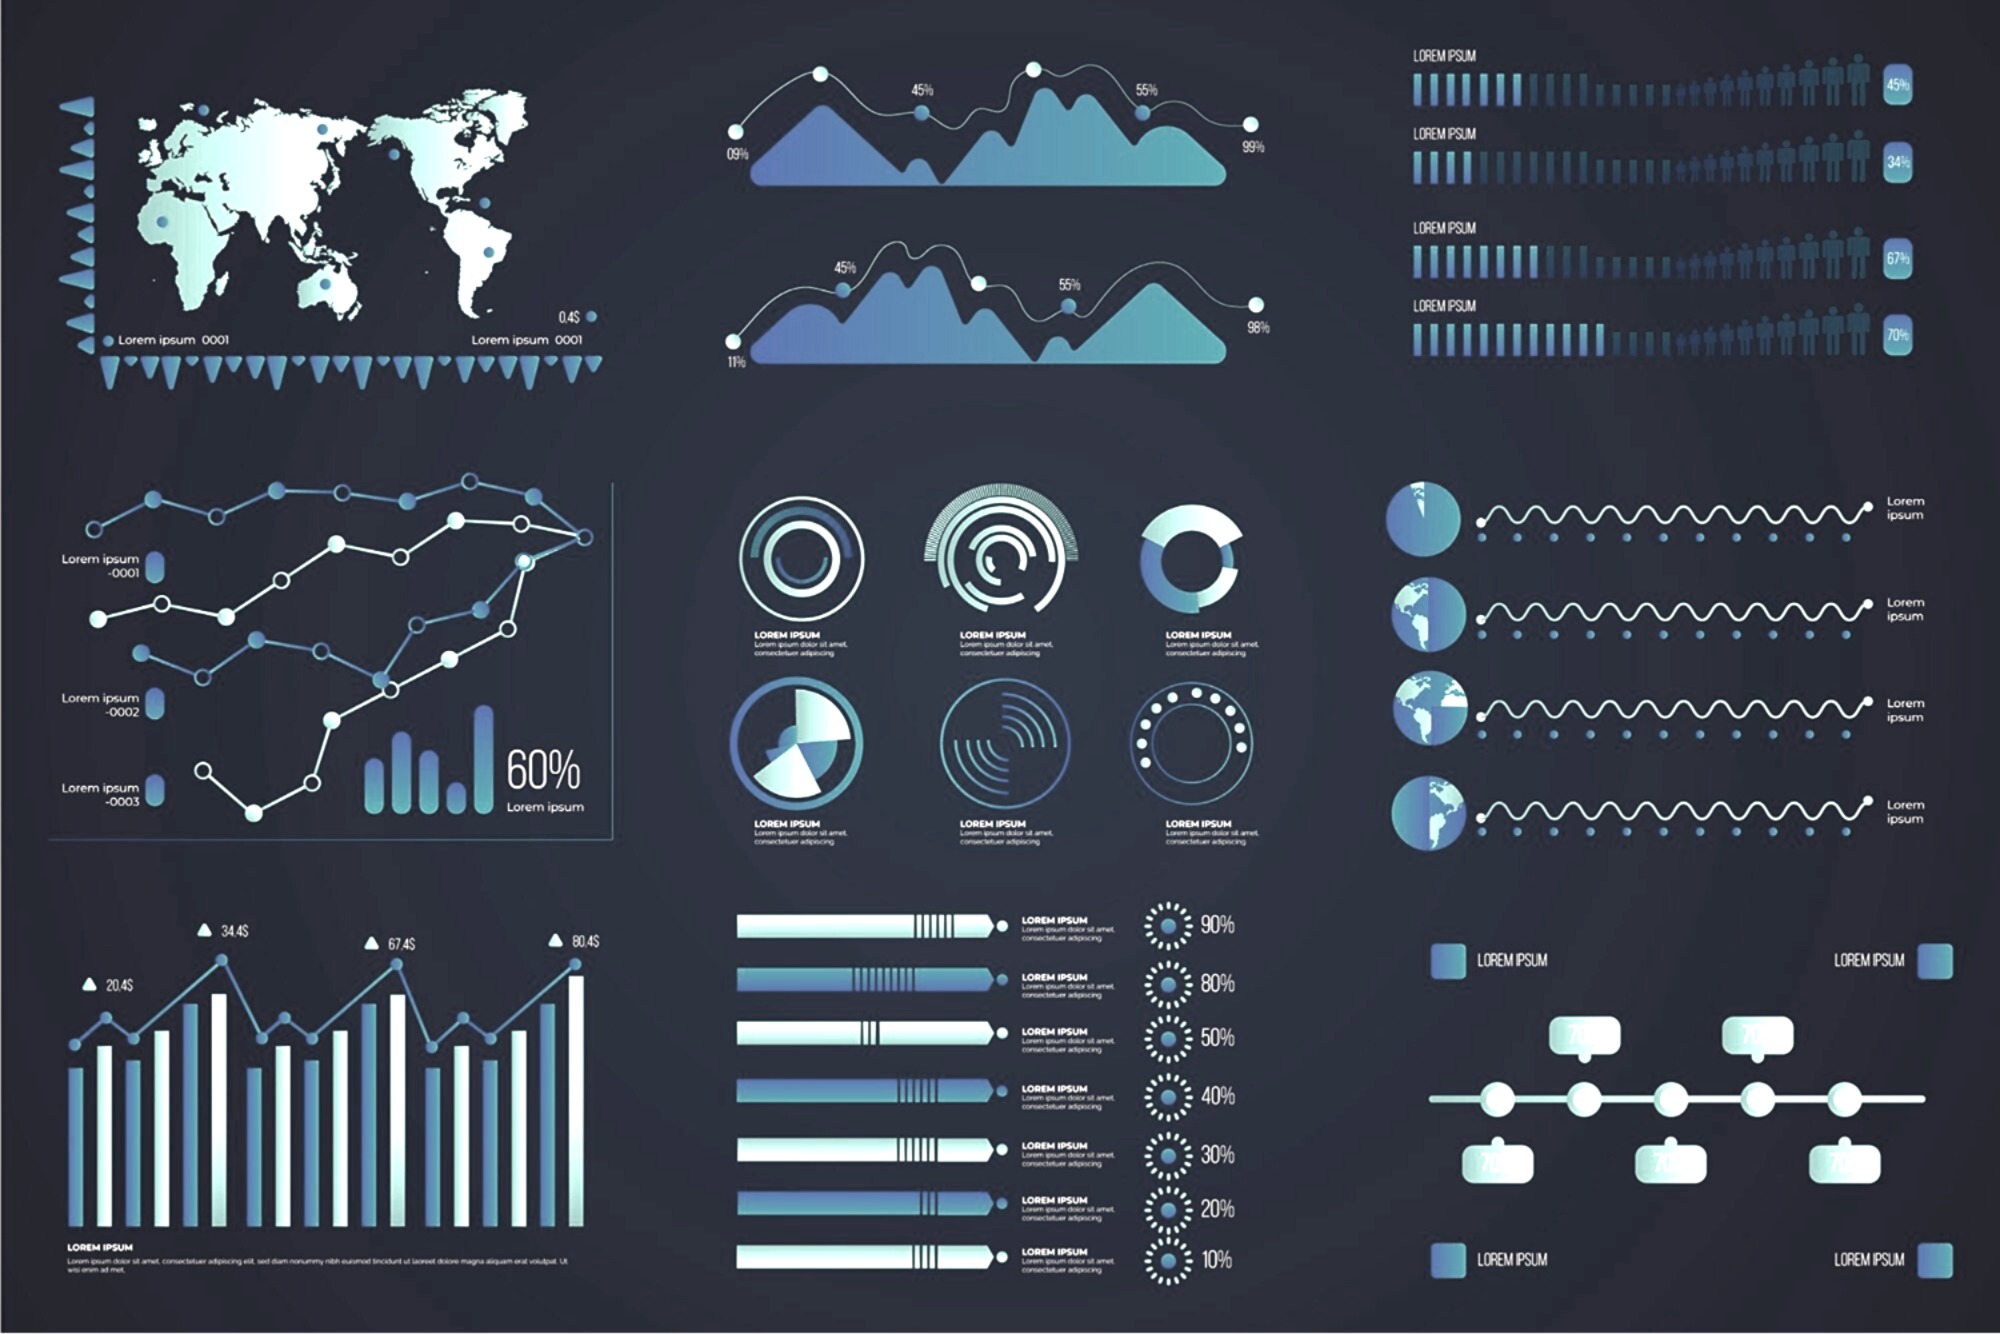 0.4$
Lorem ipsum 0001
Lorem ipsum 0001
45%
55%
09%
99%
45%
55%
11%
98%
LOREM IPSUM
45%
LOREM IPSUM
34%
LOREM IPSUM
67%
LOREM IPSUM
70%
Lorem ipsum
-0001
Lorem ipsum
-0002
Lorem ipsum
-0003
60%
Lorem ipsum
LOREM IPSUM
Lorem ipsum dolor sit amet,
consectetuer adipiscing
LOREM IPSUM
Lorem ipsum dolor sit amet,
consectetuer adipiscing
LOREM IPSUM
Lorem ipsum dolor sit amet,
consectetuer adipiscing
LOREM IPSUM
Lorem ipsum dolor sit amet,
consectetuer adipiscing
LOREM IPSUM
Lorem ipsum dolor sit amet,
consectetuer adipiscing
LOREM IPSUM
Lorem ipsum dolor sit amet,
consectetuer adipiscing
Lorem
ipsum
Lorem
ipsum
Lorem
ipsum
Lorem
ipsum
20.4$
34.4$
67.4$
80.4$
LOREM IPSUM
Lorem ipsum dolor sit amet, consectetuer adipiscing elit, sed diam nonummy nibh euismod tincidunt ut laoreet dolore magna aliquam erat volutpat. Ut
wisi enim ad met,
LOREM IPSUM
Lorem ipsum dolor sit amet,
consectetuer adipiscing
90%
LOREM IPSUM
Lorem ipsum dolor sit amet,
consectetuer adipiscing
80%
LOREM IPSUM
Lorem ipsum dolor sit amet,
consectetuer adipiscing
50%
LOREM IPSUM
Lorem ipsum dolor sit amet,
consectetuer adipiscing
40%
LOREM IPSUM
Lorem ipsum dolor sit amet,
consectetuer adipiscing
30%
LOREM IPSUM
Lorem ipsum dolor sit amet,
consectetuer adipiscing
20%
LOREM IPSUM
Lorem ipsum dolor sit amet,
consectetuer adipiscing
10%
LOREM IPSUM
LOREM IPSUM
LOREM IPSUM
LOREM IPSUM